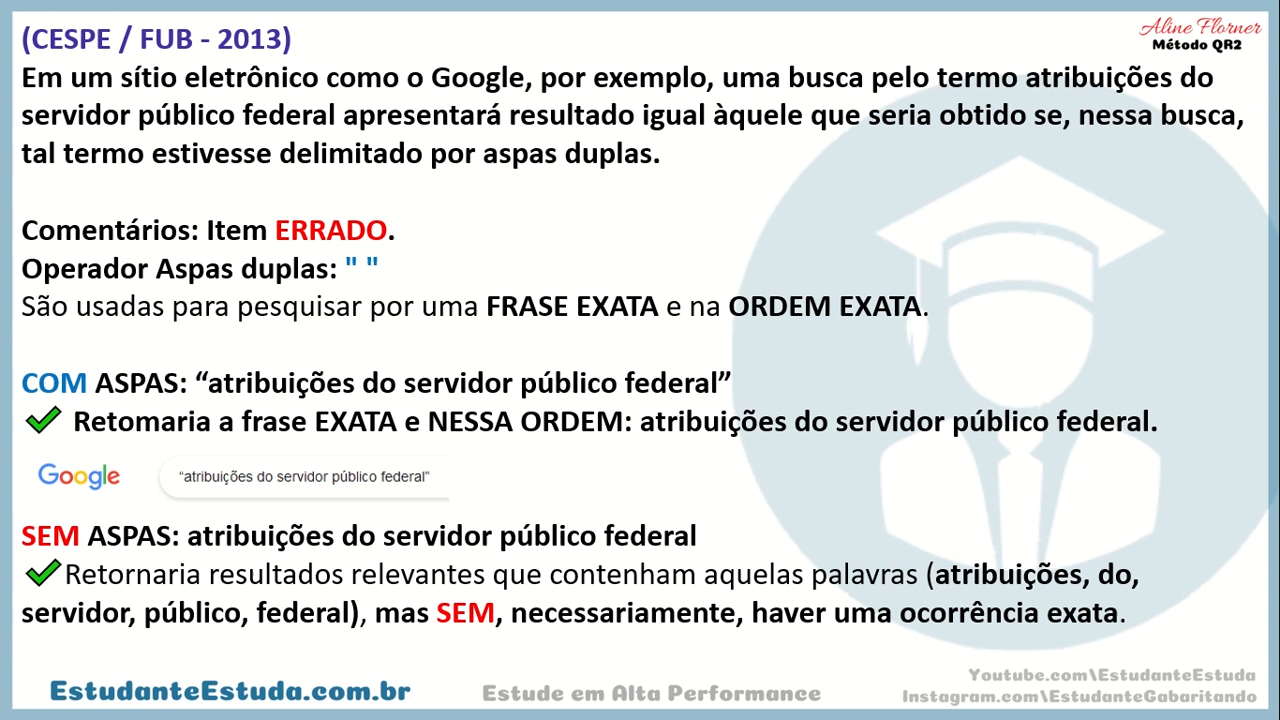 (CESPE / FUB - 2013)
Aline Florner
Método QR2
Em um sítio eletrônico como o Google, por exemplo, uma busca pelo termo atribuições do
servidor público federal apresentará resultado igual àquele que seria obtido se, nessa busca,
tal termo estivesse delimitado por aspas duplas.
Comentários: Item ERRADO.
Operador Aspas duplas: " "
São usadas para pesquisar por uma FRASE EXATA e na ORDEM EXATA.
COM ASPAS: “atribuições do servidor público federal”
Retomaria a frase EXATA e NESSA ORDEM: atribuições do servidor público federal.
Google
“atribuições do servidor público federal”
SEM ASPAS: atribuições do servidor público federal
Retornaria resultados relevantes que contenham aquelas palavras (atribuições, do,
servidor, público, federal), mas SEM, necessariamente, haver uma ocorrência exata.
EstudanteEstuda.com.br
Estude em Alta Performance
Youtube.com\EstudanteEstuda
Instagram.com\EstudanteGabaritando